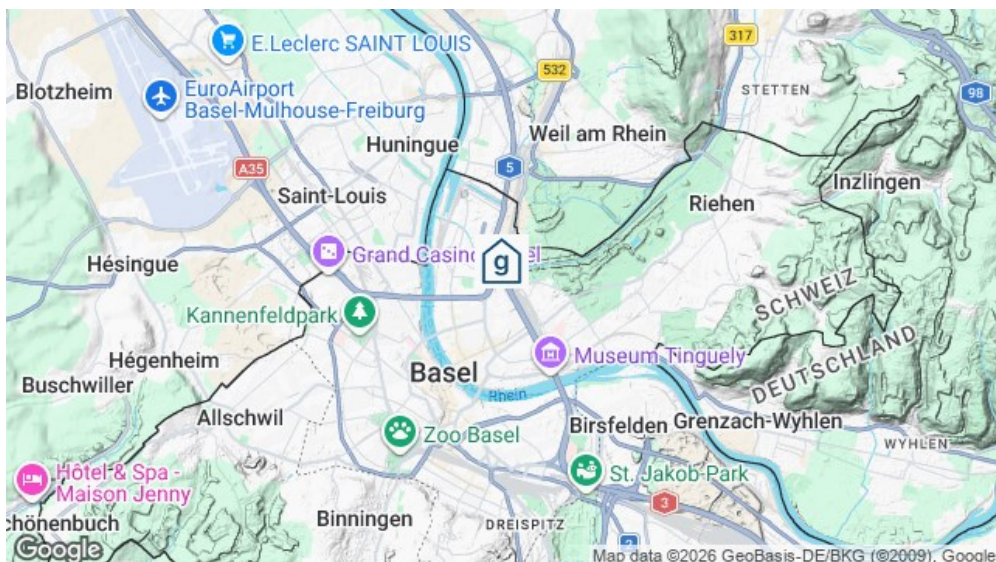 E.Leclerc SAINT LOUIS
317
532
98
Blotzheim
EuroAirport
Basel-Mulhouse-Freiburg
STETTEN
Huningue
Weil am Rhein
A35
5
Inzlingen
Saint-Louis
Riehen
Grand Casino
el
g
Hésingue
SCHWEIZ
Kannenfeldpark
DEUTSCHLAND
Museum Tinguely
Hégenheim
Buschwiller
Basel
Rhein
Allschwil
Birsfelden
Grenzach-Wyhlen
Zoo Basel
WYHLEN
Hôtel & Spa -
Maison Jenny
St. Jakob-Park
3
chönenbuch
Binningen
DREISPITZ
2
Google
Map data ©2026 GeoBasis-DE/BKG (©2009), Google